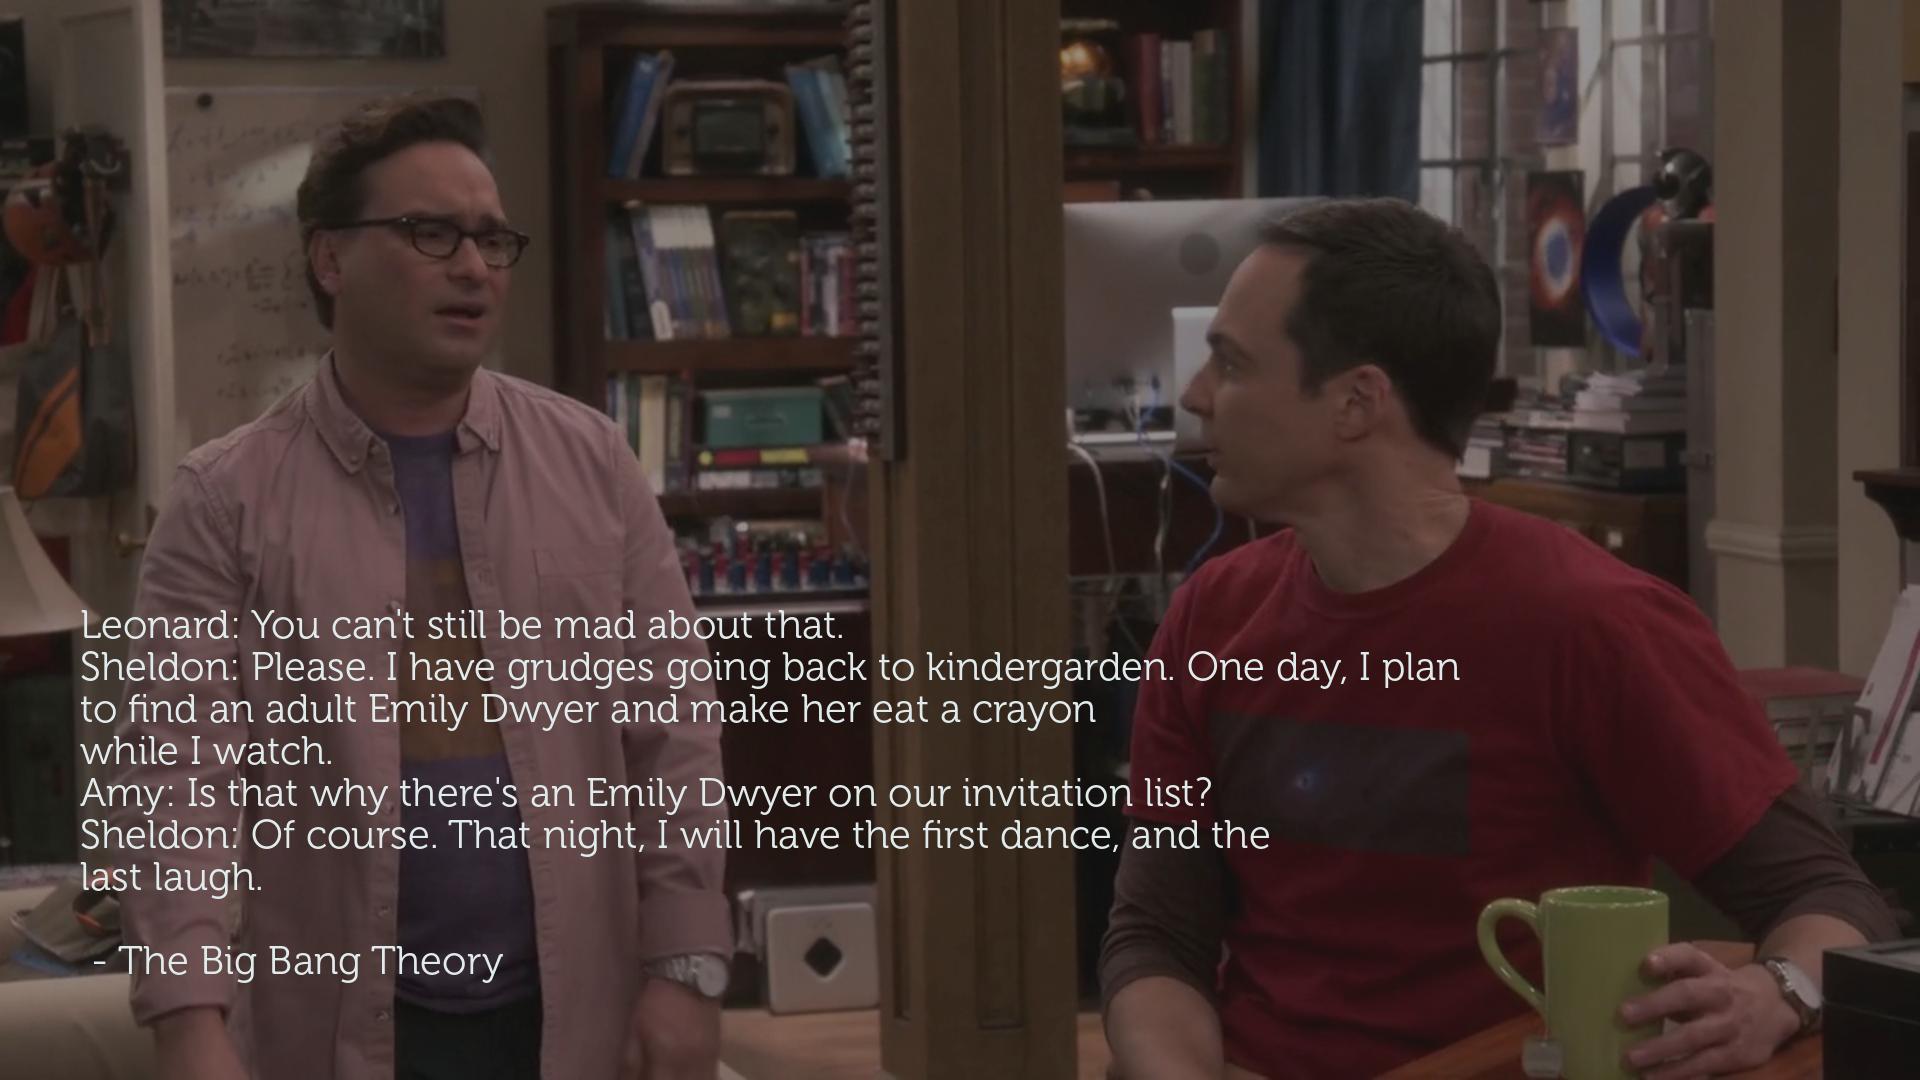 Leonard: You can't still be mad about that.
Sheldon: Please. I have grudges going back to kindergarden. One day, I plan
to find an adult Emily Dwyer and make her eat a crayon
while I watch.
Amy: Is that why there's an Emily Dwyer on our invitation list?
Sheldon: Of course. That night, I will have the first dance, and the
last laugh.
- The Big Bang Theory